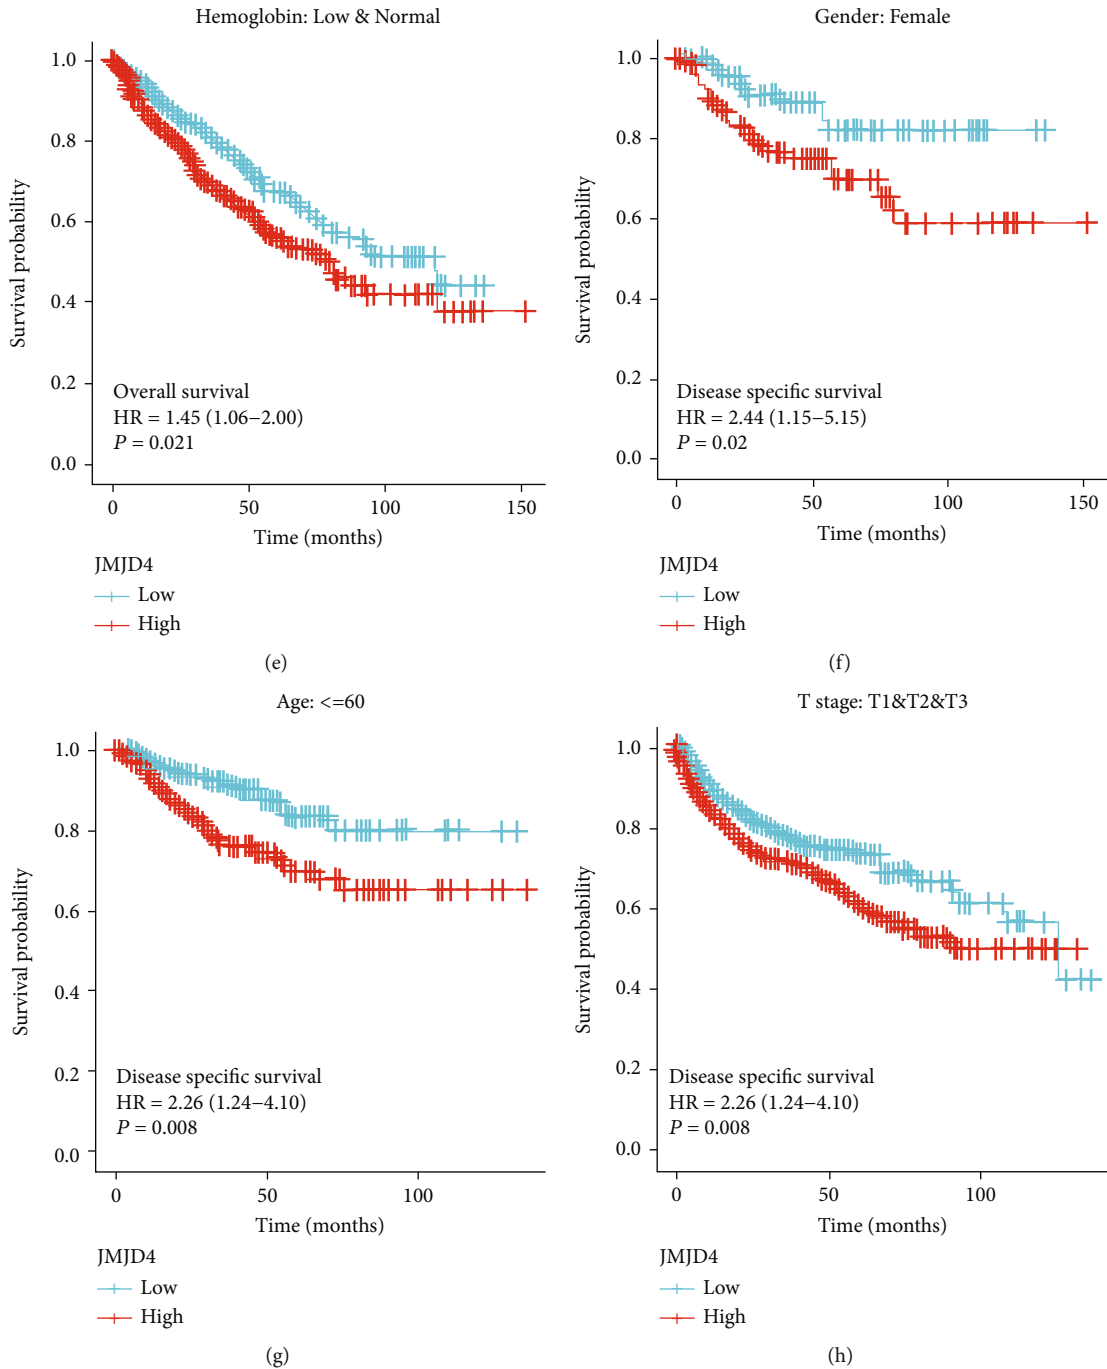 Hemoglobin: Low & Normal
1.0
0.8
0.6
0.4
0.2
0.0
Survival probability
Overall survival
HR = 1.45 (1.06−2.00)
P = 0.021
0 50 100 150
Time (months)
JMJD4
Low
High
(e)
Gender: Female
1.0
0.8
0.6
0.4
0.2
0.0
Survival probability
Disease specific survival
HR = 2.44 (1.15−5.15)
P = 0.02
0 50 100 150
Time (months)
JMJD4
Low
High
(f)
Age: <=60
1.0
0.8
0.6
0.4
0.2
0.0
Survival probability
Disease specific survival
HR = 2.26 (1.24−4.10)
P = 0.008
0 50 100
Time (months)
JMJD4
Low
High
(g)
T stage: T1&T2&T3
1.0
0.8
0.6
0.4
0.2
0.0
Survival probability
Disease specific survival
HR = 2.26 (1.24−4.10)
P = 0.008
0 50 100
Time (months)
JMJD4
Low
High
(h)